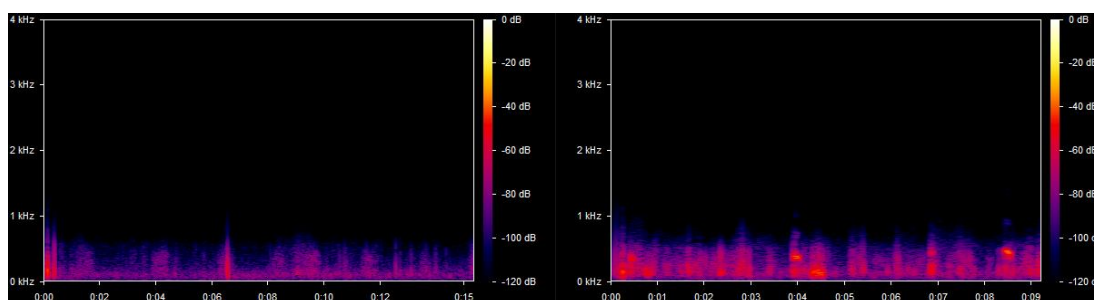 4 kHz
3 kHz
2 kHz
1 kHz
0 kHz
0:00
0:02
0:04
0:06
0:08
0:10
0:12
0:15
0 dB
-20 dB
-40 dB
-60 dB
-80 dB
-100 dB
-120 dB
4 kHz
3 kHz
2 kHz
1 kHz
0 kHz
0:00
0:01
0:02
0:03
0:04
0:05
0:06
0:07
0:09
0 dB
-20 dB
-40 dB
-60 dB
-80 dB
-100 dB
-120 dB